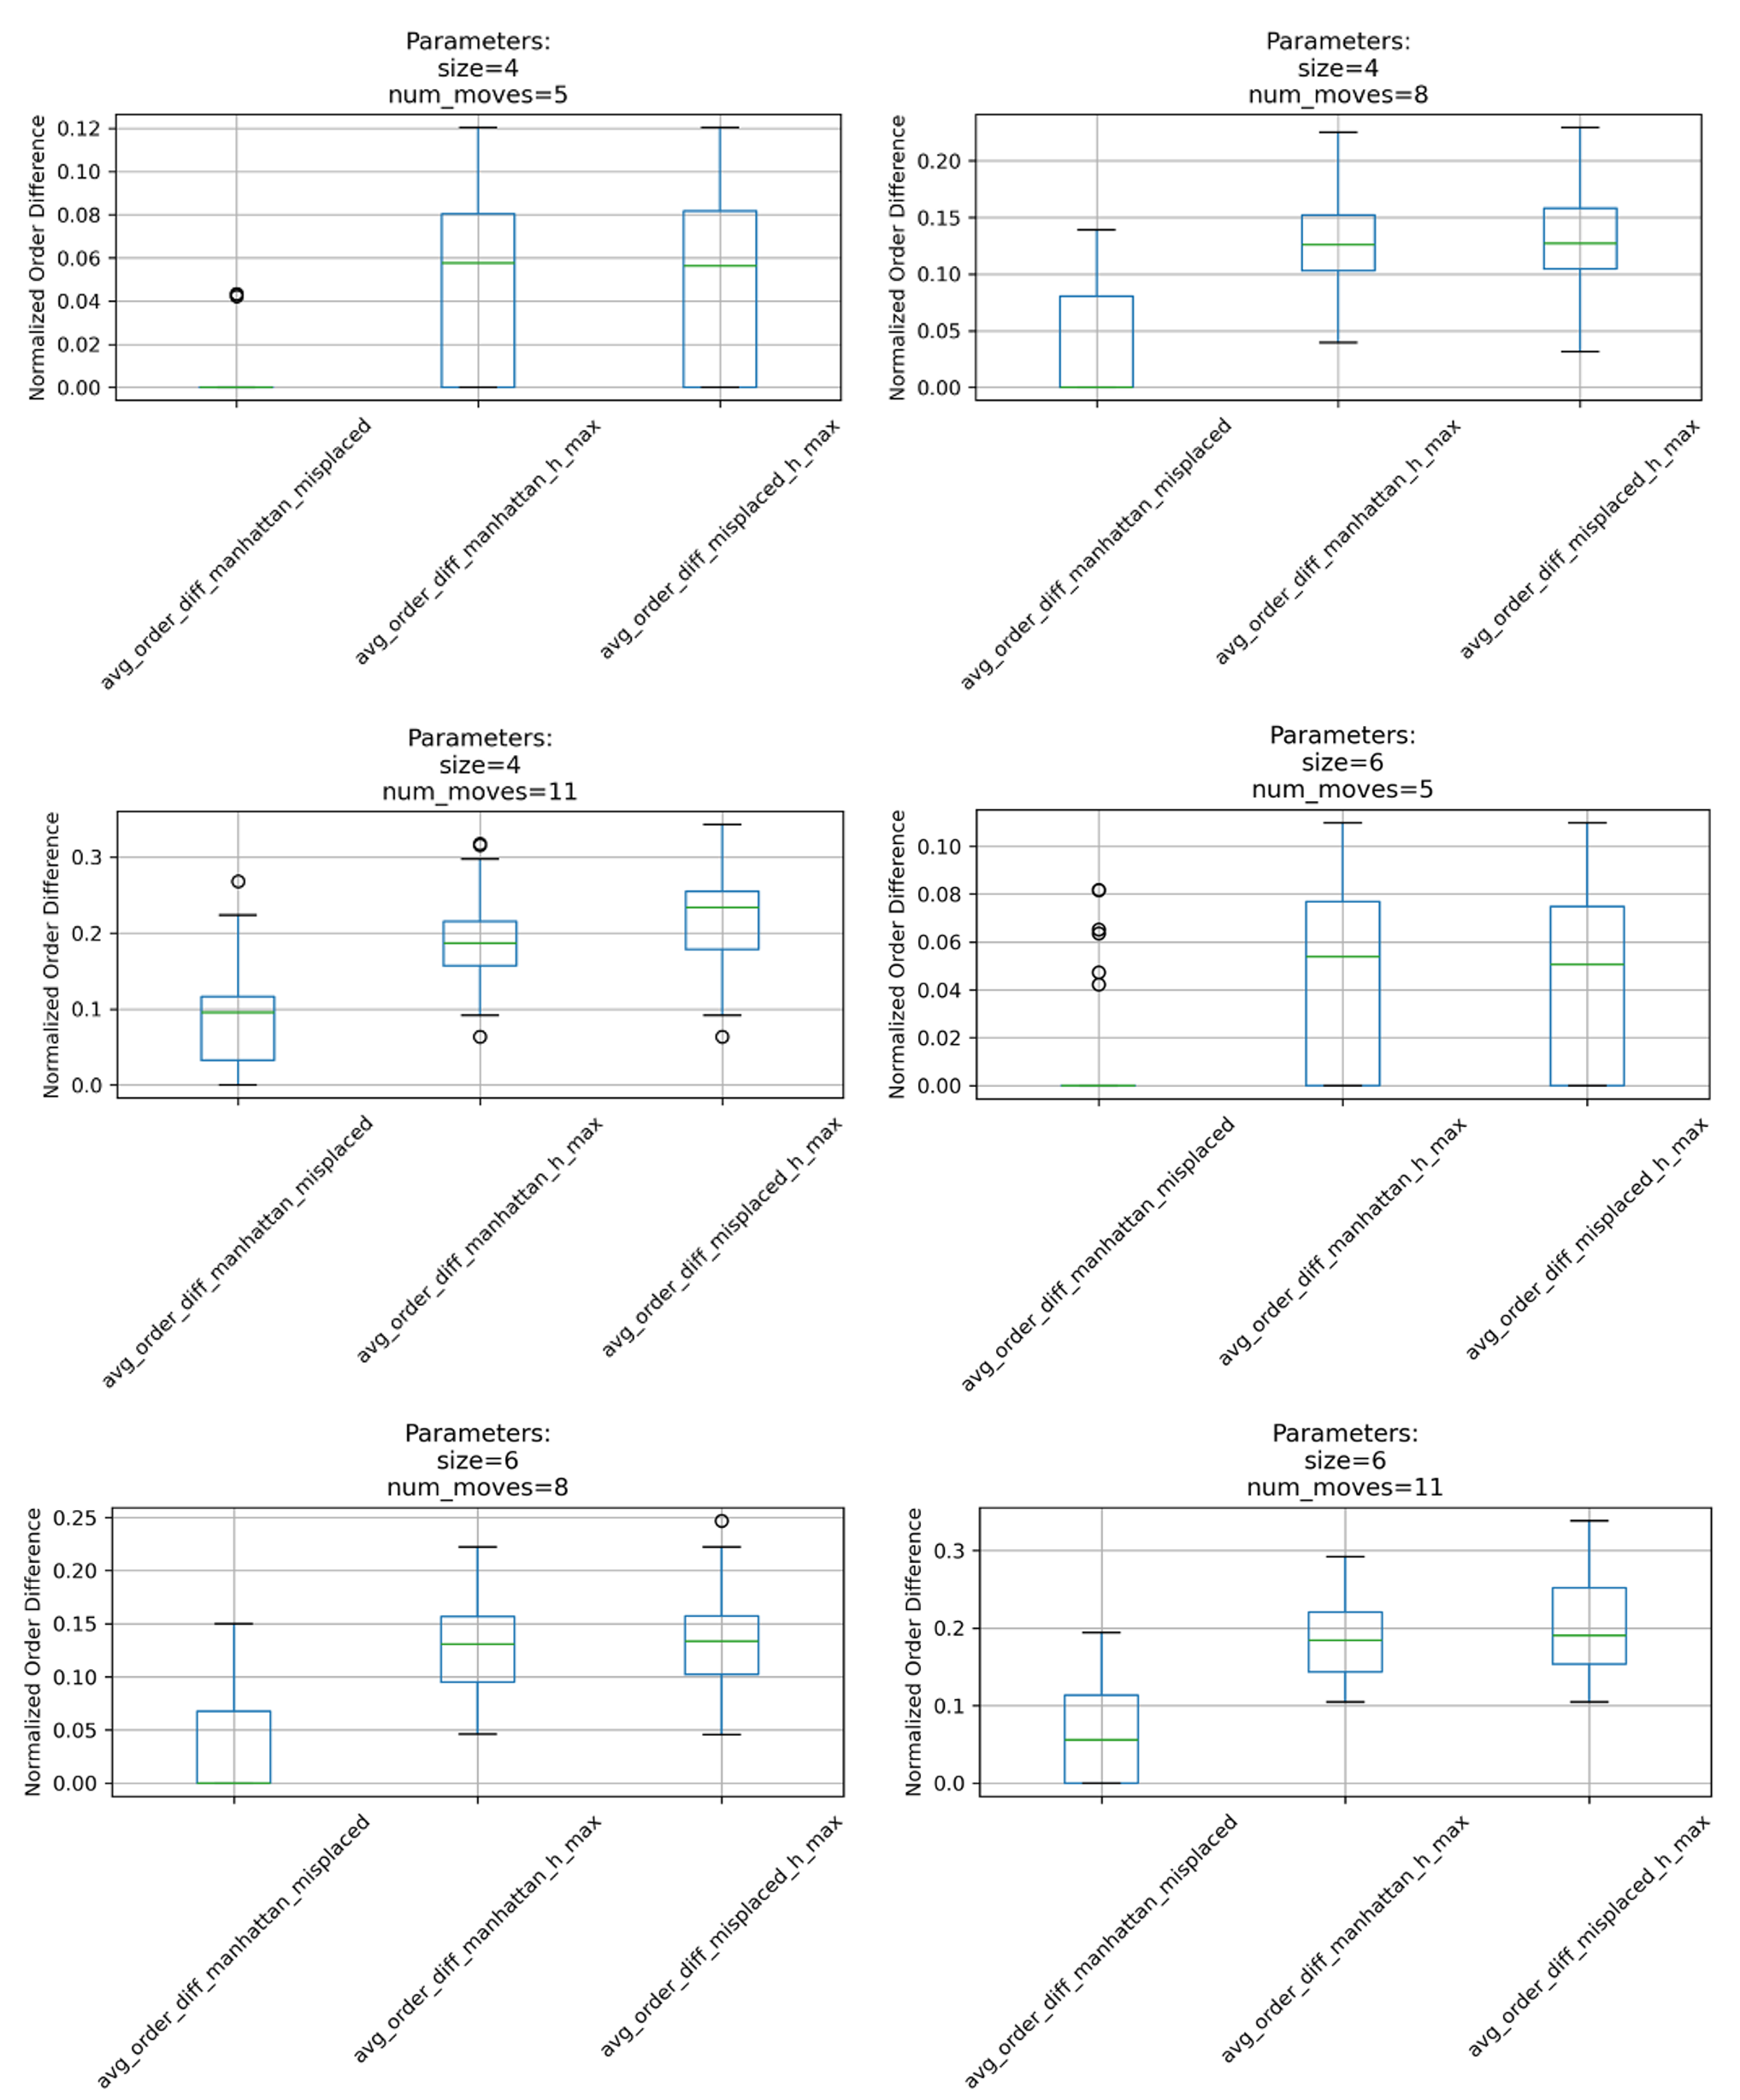 Parameters:
size=4
num_moves=5
Normalized Order Difference
0.12
0.10
0.08
0.06
0.04
0.02
0.00
avg_order_diff_manhattan_misplaced
avg_order_diff_manhattan_h_max
avg_order_diff_misplaced_h_max
Parameters:
size=4
num_moves=8
Normalized Order Difference
0.20
0.15
0.10
0.05
0.00
avg_order_diff_manhattan_misplaced
avg_order_diff_manhattan_h_max
avg_order_diff_misplaced_h_max
Parameters:
size=4
num_moves=11
Normalized Order Difference
0.3
0.2
0.1
0.0
avg_order_diff_manhattan_misplaced
avg_order_diff_manhattan_h_max
avg_order_diff_misplaced_h_max
Parameters:
size=6
num_moves=5
Normalized Order Difference
0.10
0.08
0.06
0.04
0.02
0.00
avg_order_diff_manhattan_misplaced
avg_order_diff_manhattan_h_max
avg_order_diff_misplaced_h_max
Parameters:
size=6
num_moves=8
Normalized Order Difference
0.25
0.20
0.15
0.10
0.05
0.00
avg_order_diff_manhattan_misplaced
avg_order_diff_manhattan_h_max
avg_order_diff_misplaced_h_max
Parameters:
size=6
num_moves=11
Normalized Order Difference
0.3
0.2
0.1
0.0
avg_order_diff_manhattan_misplaced
avg_order_diff_manhattan_h_max
avg_order_diff_misplaced_h_max